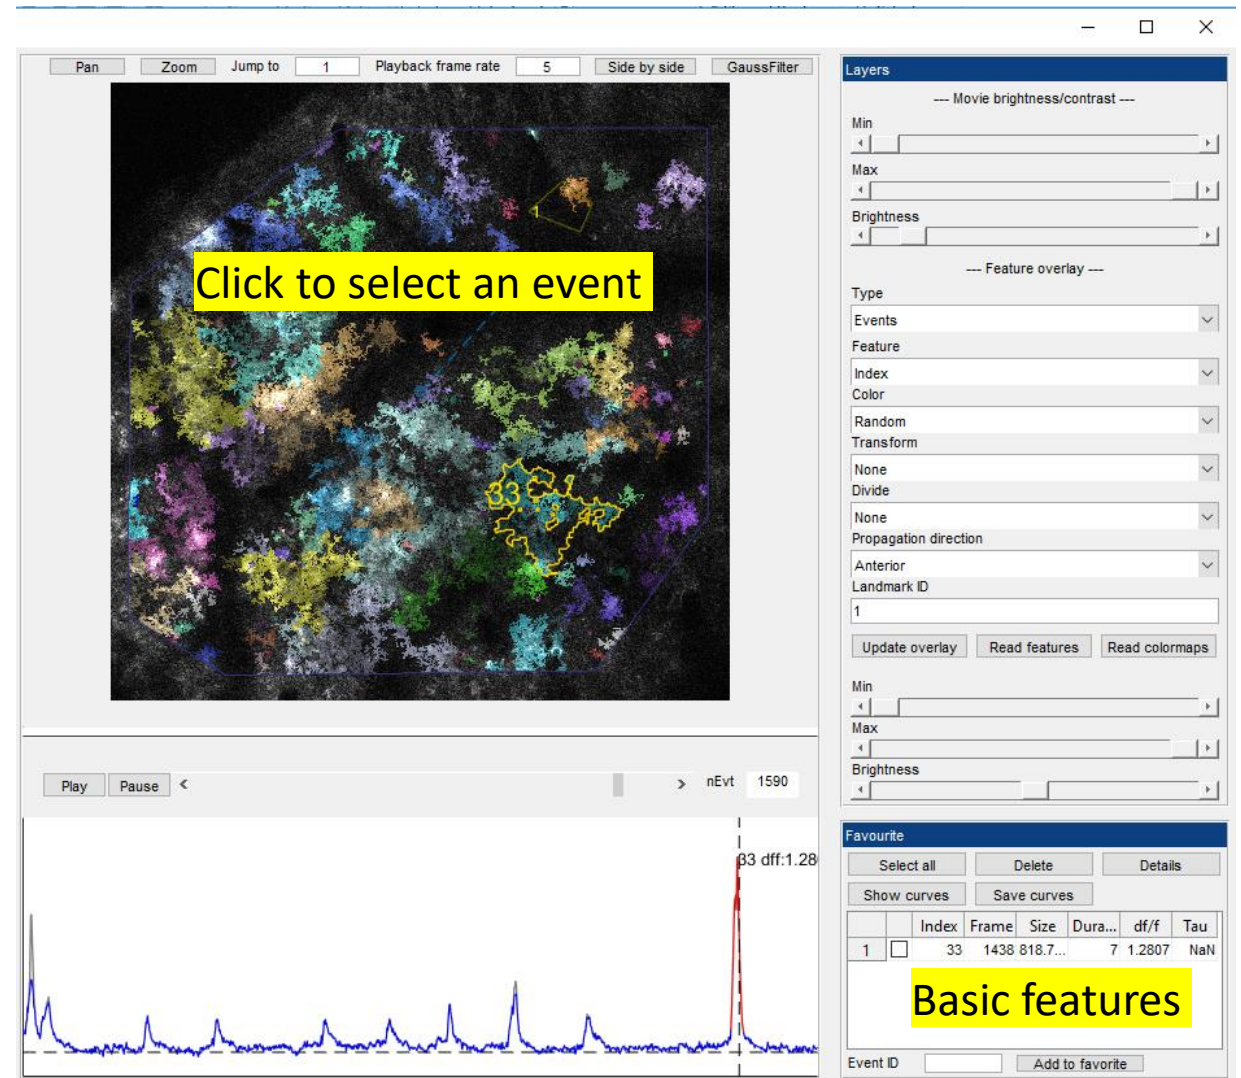 Pan Zoom Jump to 1 Playback frame rate 5 Side by side GaussFilter
1
Click to select an event
33
Play Pause < > nEvt 1590
33 dff:1.28
Layers
--- Movie brightness/contrast ---
Min
Max
Brightness
--- Feature overlay ---
Type
Events
Feature
Index
Color
Random
Transform
None
Divide
None
Propagation direction
Anterior
Landmark ID
1
Update overlay Read features Read colormaps
Min
Max
Brightness
Favourite
Select all Delete Details
Show curves Save curves
Index Frame Size Dura... df/f Tau
1 33 1438 818.7... 7 1.2807 NaN
Basic features
Event ID Add to favorite